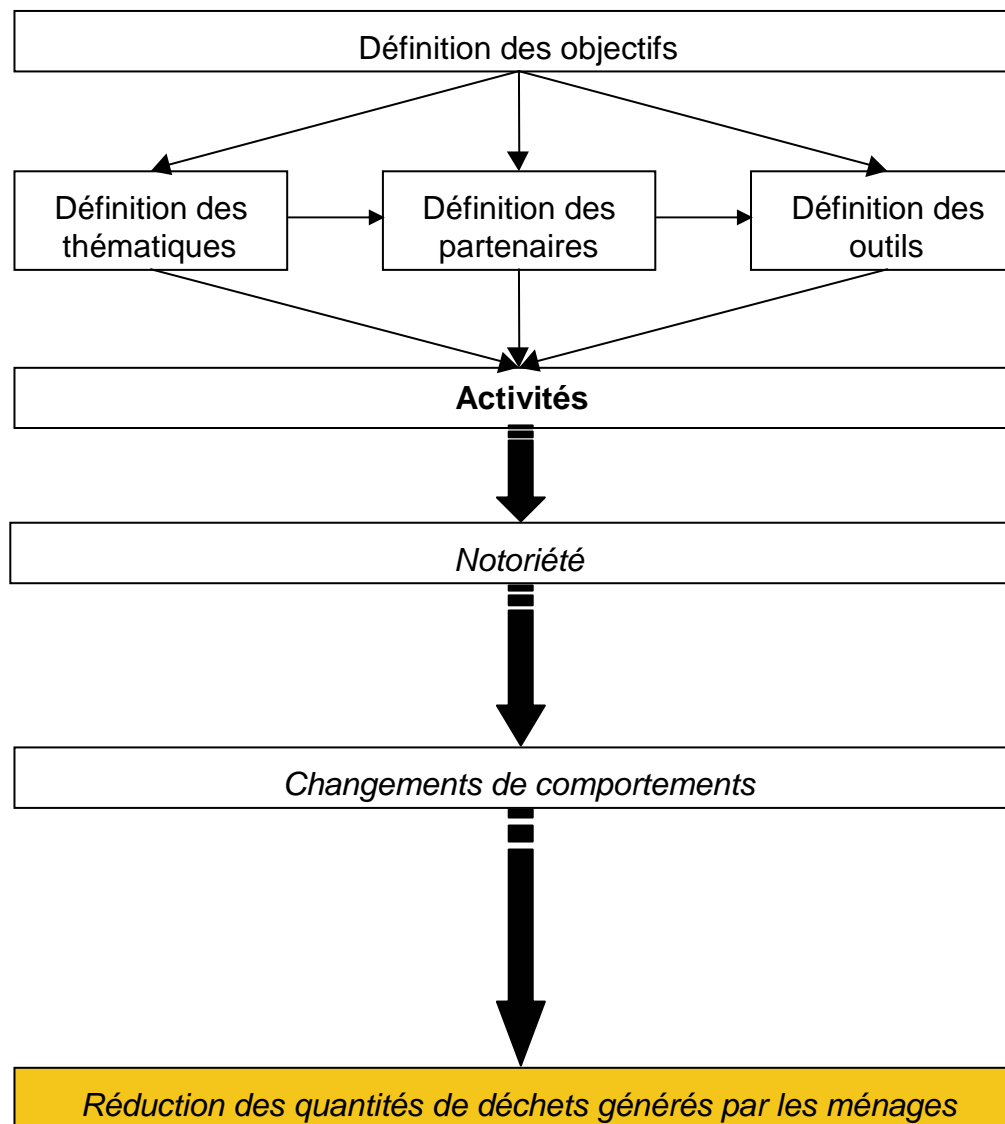 Définition des objectifs
Définition des
thématiques
Définition des
partenaires
Définition des
outils
Activités
Notoriété
Changements de comportements
Réduction des quantités de déchets générés par les ménages